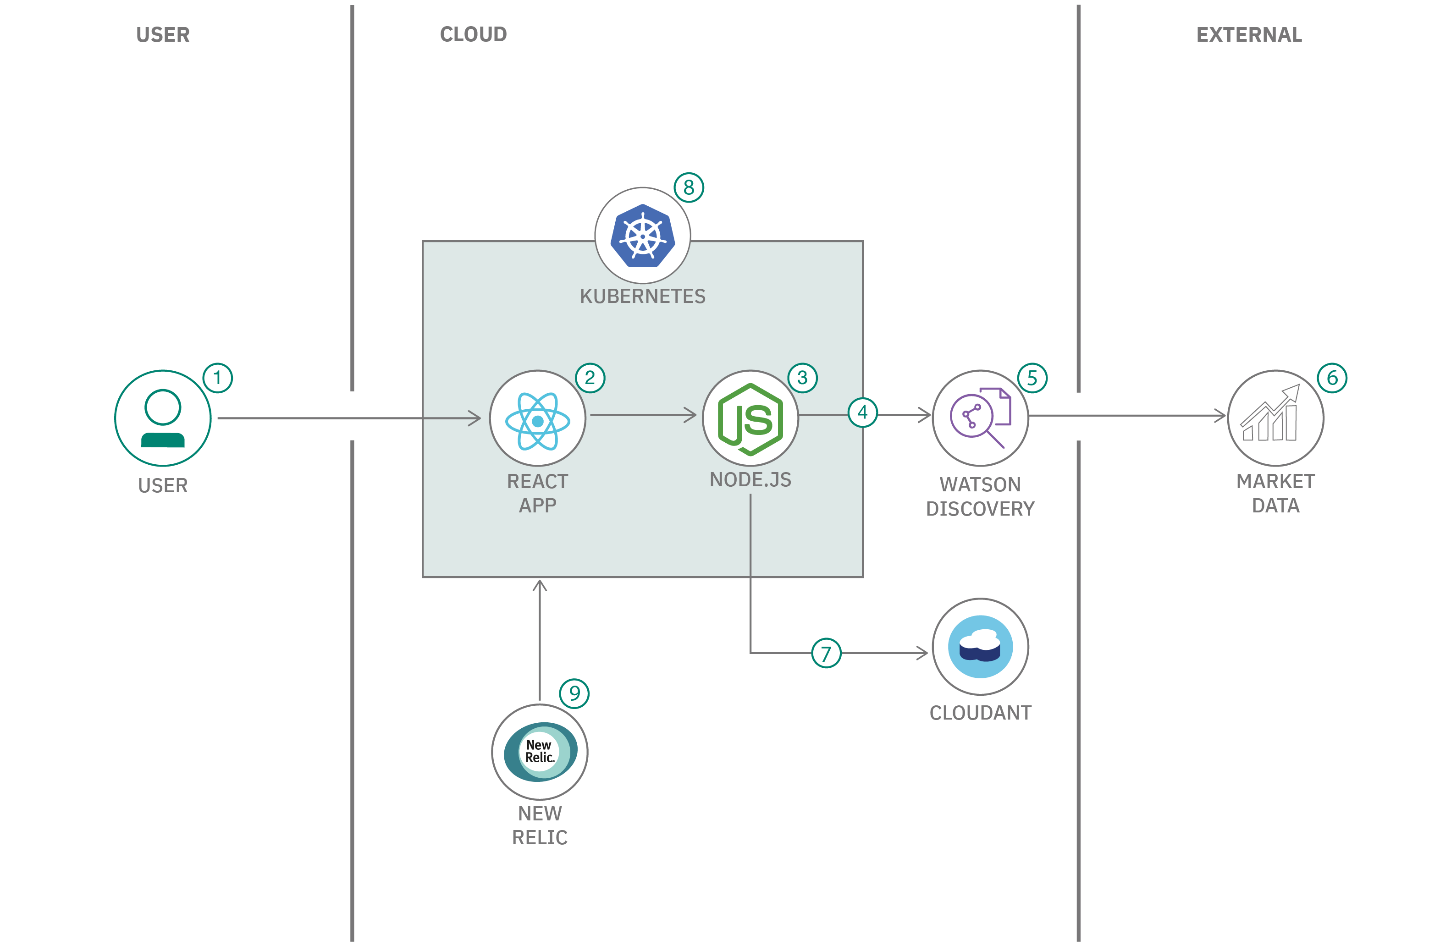 USER
CLOUD
EXTERNAL
8
KUBERNETES
1
USER
2
REACT
APP
3
JS
NODE.JS
4
5
WATSON
DISCOVERY
6
MARKET
DATA
7
CLOUDANT
9
New
Relic.
NEW
RELIC